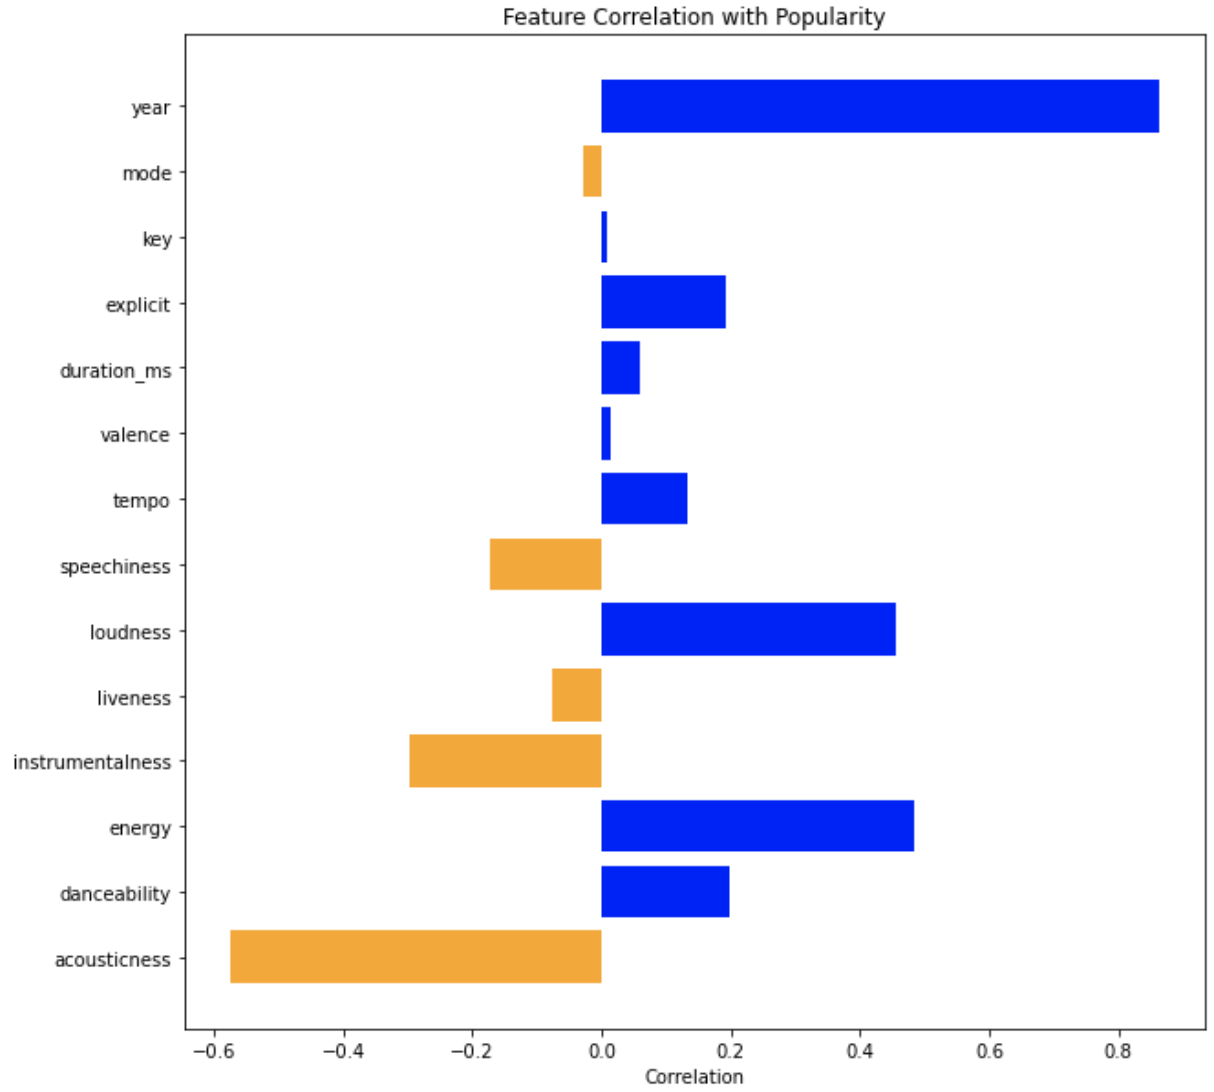 Feature Correlation with Popularity
year
mode
key
explicit
duration_ms
valence
tempo
speechiness
loudness
liveness
instrumentalness
energy
danceability
acousticness
−0.6 −0.4 −0.2 0.0 0.2 0.4 0.6 0.8
Correlation